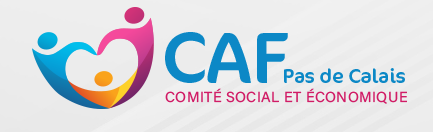 CAF Pas de Calais
COMITÉ SOCIAL ET ÉCONOMIQUE